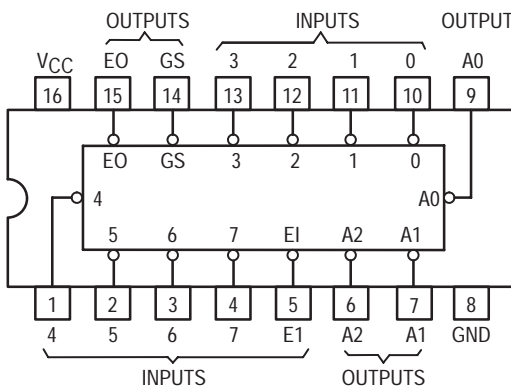 OUTPUTS INPUTS OUTPUT
VCC EO GS 3 2 1 0 A0
16 15 14 13 12 11 10 9
EO GS 3 2 1 0
4 A0
5 6 7 EI A2 A1
1 2 3 4 5 6 7 8
4 5 6 7 E1 A2 A1 GND
INPUTS OUTPUTS